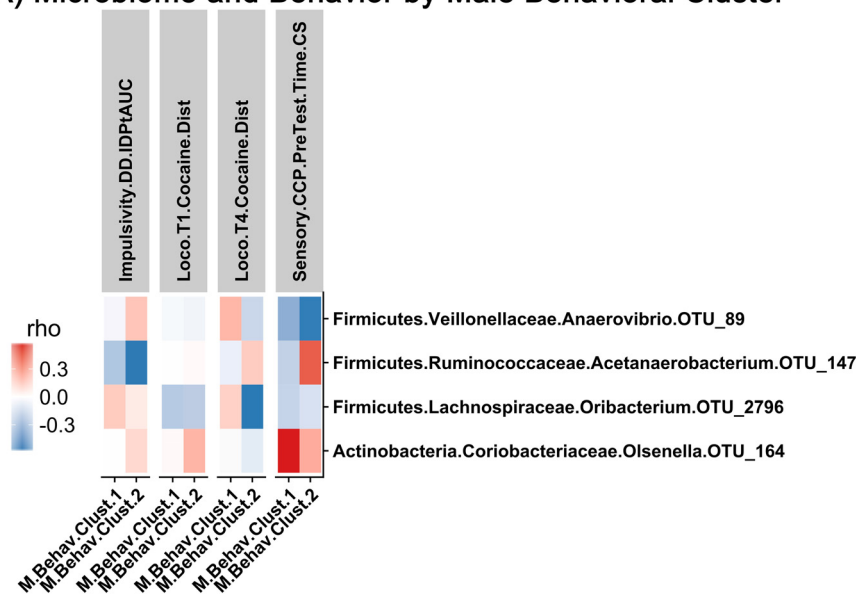 Microbiome and Behavior by Male Behavioral Cluster
Impulsivity.DD.IDPtAUC
Loco.T1.Cocaine.Dist
Loco.T4.Cocaine.Dist
Sensory.CCP.PreTest.Time.CS
rho
0.3
0.0
-0.3
Firmicutes.Veillonellaceae.Anaerovibrio.OTU_89
Firmicutes.Ruminococcaceae.Acetanaerobacterium.OTU_147
Firmicutes.Lachnospiraceae.Oribacterium.OTU_2796
Actinobacteria.Coriobacteriaceae.Olsenella.OTU_164
M.Behav.Clust.1
M.Behav.Clust.2
M.Behav.Clust.1
M.Behav.Clust.2
M.Behav.Clust.1
M.Behav.Clust.2
M.Behav.Clust.1
M.Behav.Clust.2